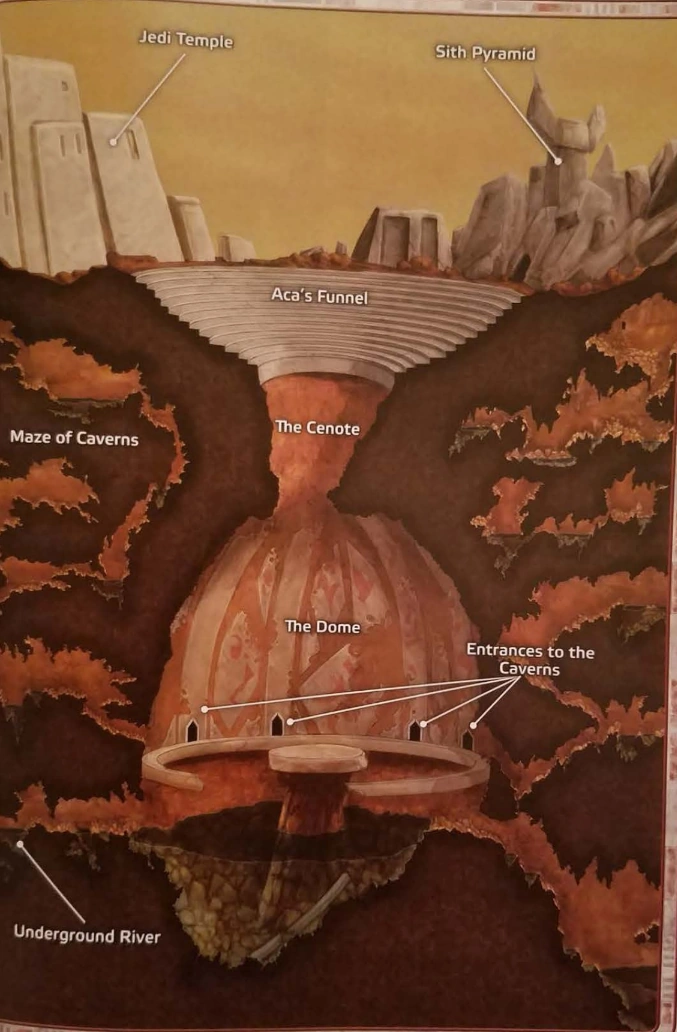 Jedi Temple
Sith Pyramid
Aca's Funnel
The Cenote
Maze of Caverns
The Dome
Entrances to the
Caverns
Underground River